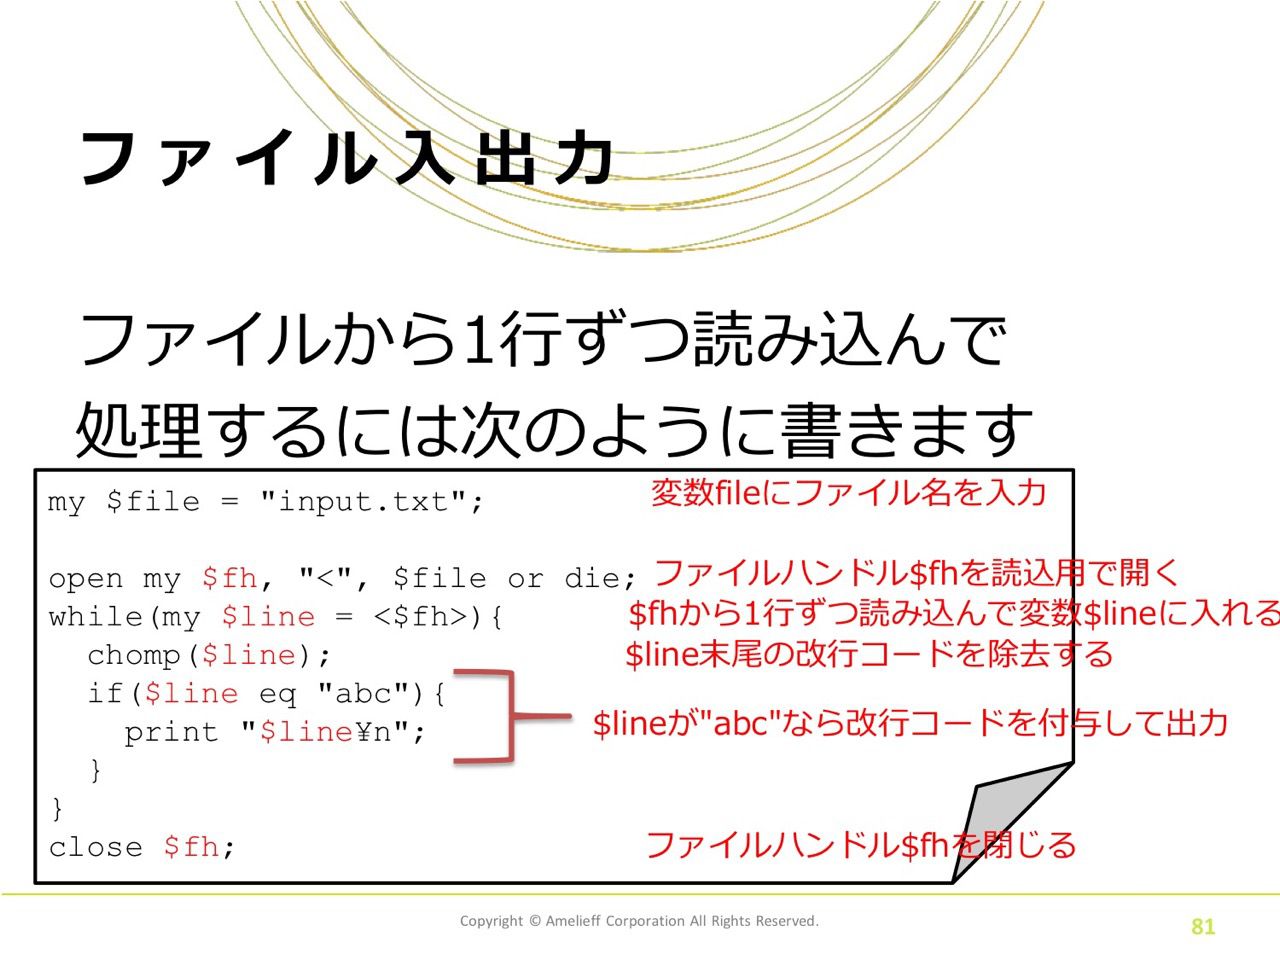 ファイル入出力
ファイルから1行ずつ読み込んで
処理するには次のように書きます
my $file = "input.txt"; 変数fileにファイル名を入力
open my $fh, "<", $file or die; ファイルハンドル$fhを読込用で開く
while(my $line = <$fh>){ $fhから1行ずつ読み込んで変数$lineに入れる
chomp($line); $line末尾の改行コードを除去する
if($line eq "abc"){
print "$line¥n"; $lineが"abc"なら改行コードを付与して出力
}
}
close $fh; ファイルハンドル$fhを閉じる
Copyright © Amelieff Corporation All Rights Reserved.
81